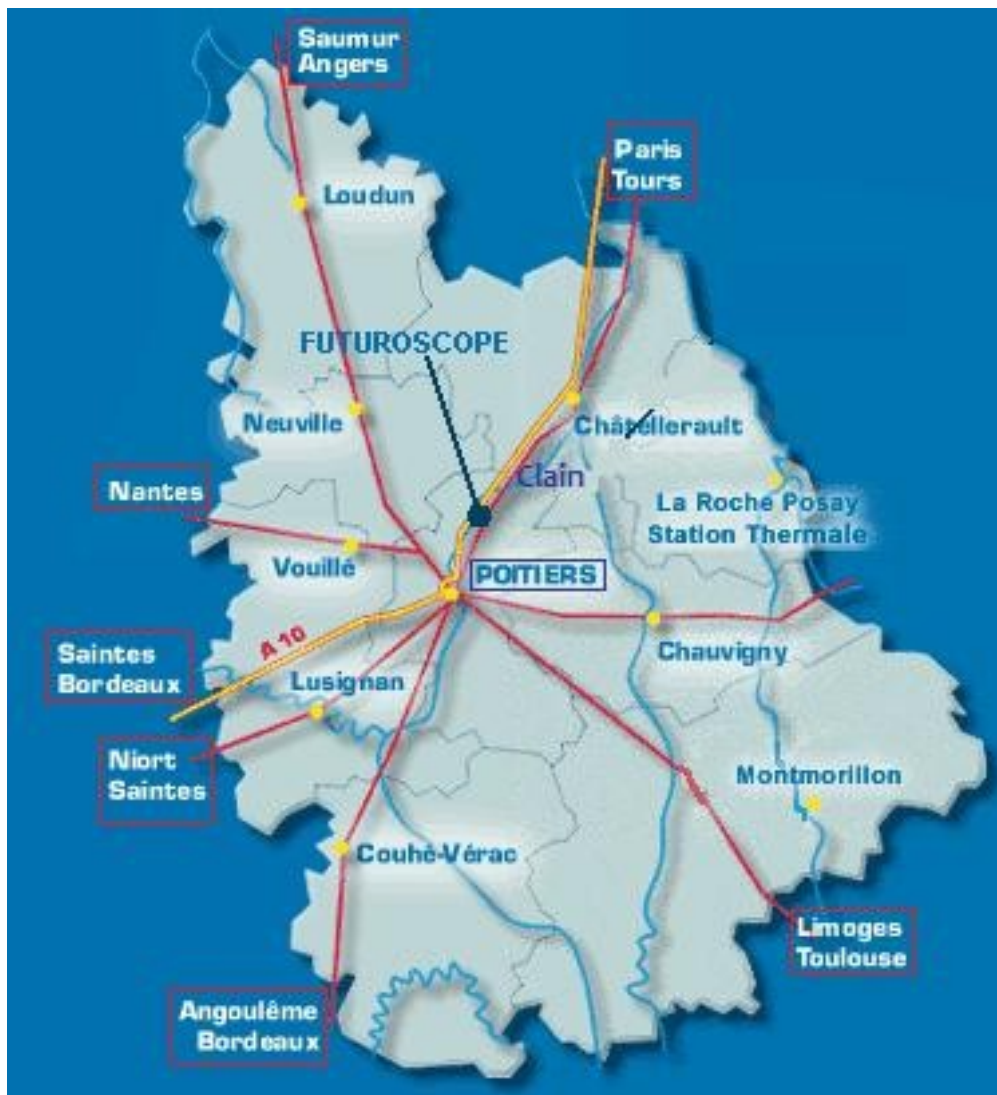 Saumur
Angers
Paris
Tours
Loudun
FUTUROSCOPE
Neuville
Châtellerault
Clain
Nantes
La Roche Posay
Station Thermale
Vouillé
POITIERS
A 10
Saintes
Bordeaux
Lusignan
Chauvigny
Niort
Saintes
Montmorillon
Couhé-Vérac
Limoges
Toulouse
Angoulême
Bordeaux